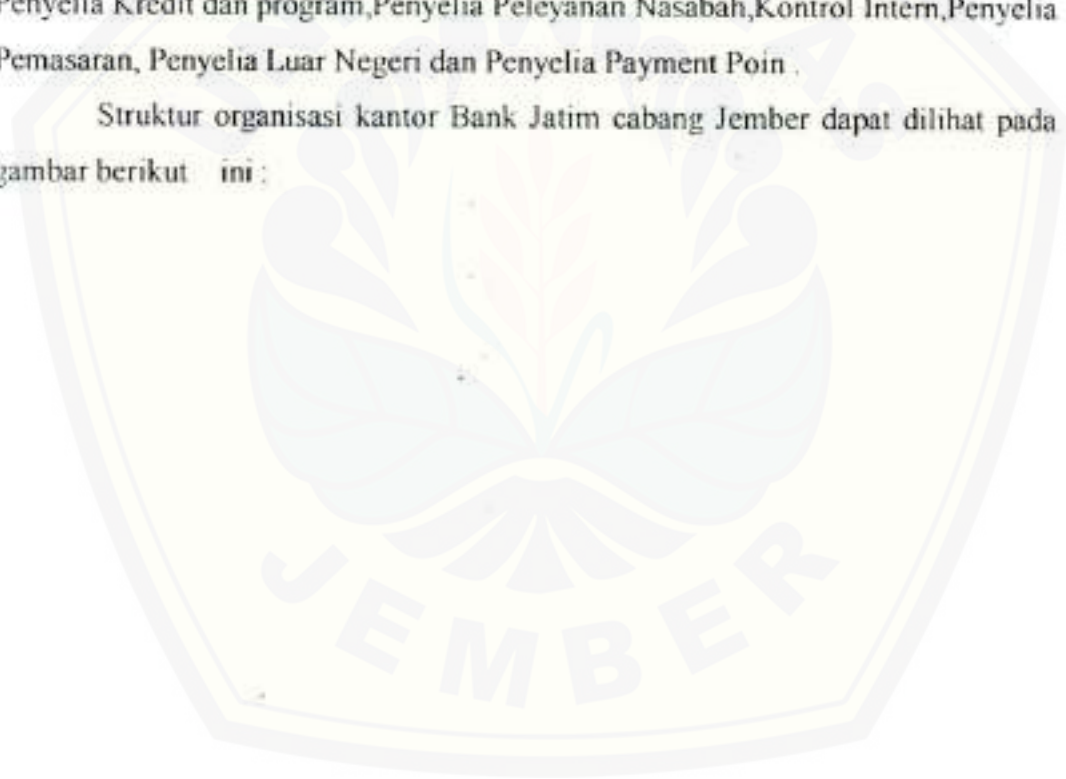 Penyelia Kredit dan program,Penyelia Peleyanan Nasabah,Kontrol Intern,Penyelia
Pemasaran, Penyelia Luar Negeri dan Penyelia Payment Poin .
Struktur organisasi kantor Bank Jatim cabang Jember dapat dilihat pada
gambar berikut ini :
JEMBER